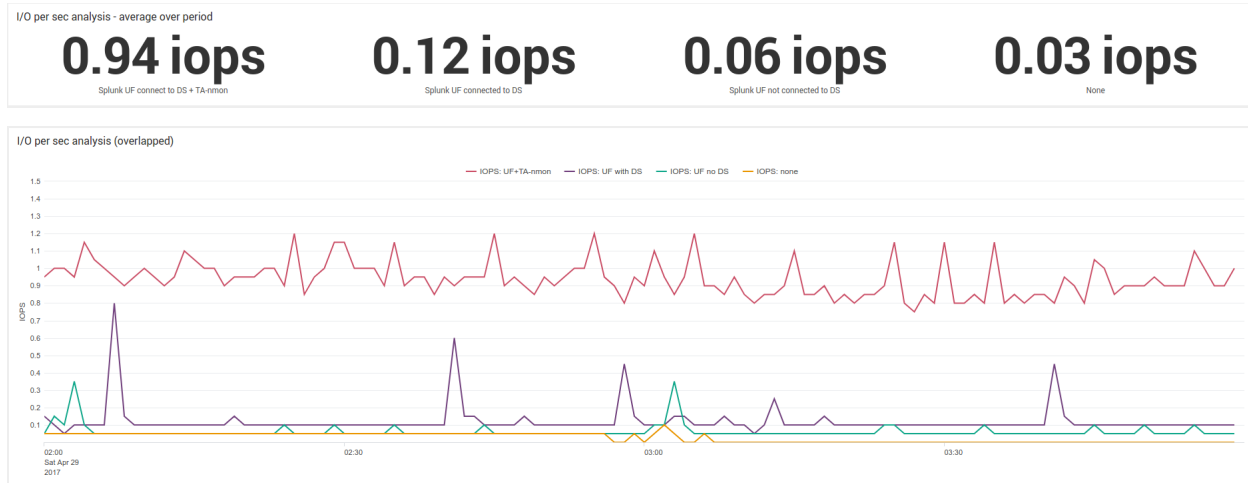 I/O per sec analysis - average over period
0.94 iops 0.12 iops 0.06 iops 0.03 iops
Splunk UF connect to DS + TA-nmon Splunk UF connected to DS Splunk UF not connected to DS None
I/O per sec analysis (overlapped)
IOPS: UF+TA-nmon IOPS: UF with DS IOPS: UF no DS IOPS: none
1.5
1.4
1.3
1.2
1.1
1
0.9
0.8
0.7
IOPS
0.6
0.5
0.4
0.3
0.2
0.1
02:00 02:30 03:00 03:30
Sat Apr 29
2017